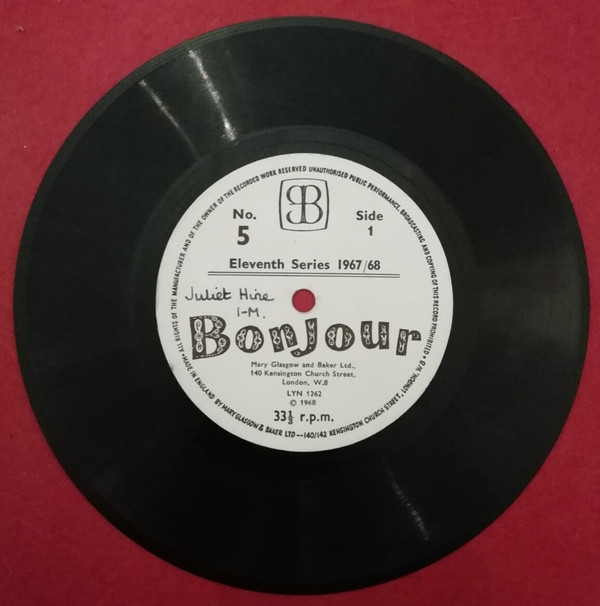 • ALL RIGHTS OF THE MANUFACTURER AND OF THE OWNER OF THE RECORDED WORK RESERVED UNAUTHORISED PUBLIC PERFORMANCE, BROADCASTING AND COPYING OF THIS RECORD PROHIBITED •
GB
No.
5
Side
1
Eleventh Series 1967/68
Juliet Hine
1-M.
Bonjour
Mary Glasgow and Baker Ltd.,
140 Kensington Church Street,
London, W.8
LYN 1262
© 1968
33⅓ r.p.m.
MADE IN ENGLAND BY MARY GLASGOW & BAKER LTD—140/142 KENSINGTON CHURCH STREET, LONDON, W.8